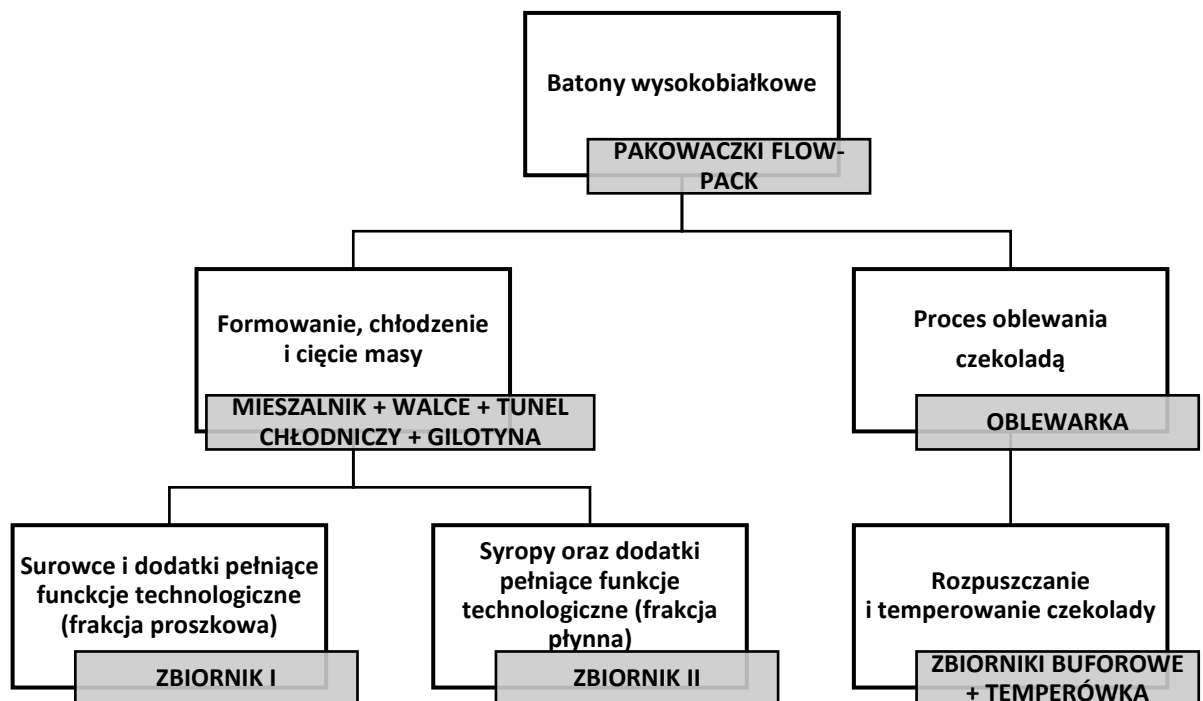 Batony wysokobiałkowe
PAKOWACZKI FLOW-
PACK
Formowanie, chłodzenie
i cięcie masy
MIESZALNIK + WALCE + TUNEL
CHŁODNICZY + GILOTYNA
Proces oblewania
czekoladą
OBLEWARKA
Surowce i dodatki pełniące
funckcje technologiczne
(frakcja proszkowa)
ZBIORNIK I
Syropy oraz dodatki
pełniące funkcje
technologiczne (frakcja
płynna)
ZBIORNIK II
Rozpuszczanie
i temperowanie czekolady
ZBIORNIKI BUFOROWE
+ TEMPERÓWKA